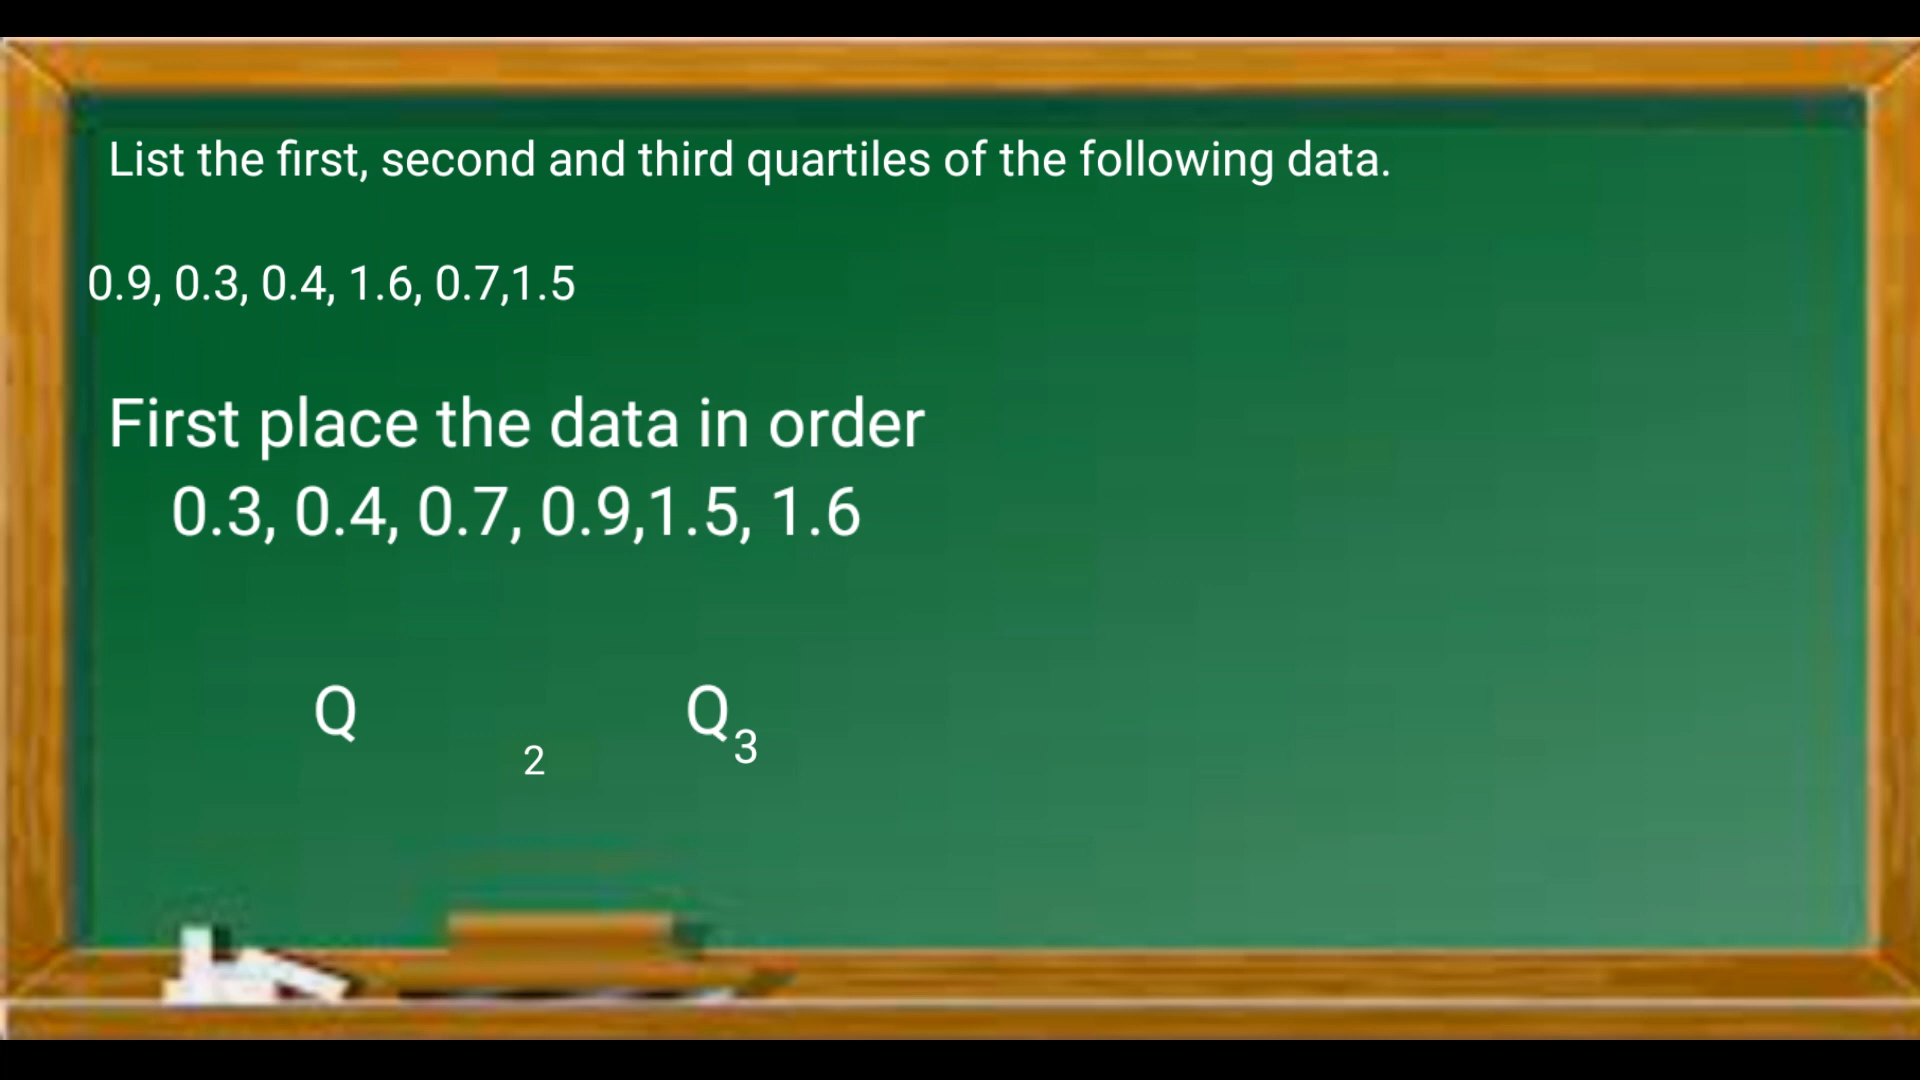 List the first, second and third quartiles of the following data.
0.9, 0.3, 0.4, 1.6, 0.7,1.5
First place the data in order
0.3, 0.4, 0.7, 0.9,1.5, 1.6
Q 2 Q3